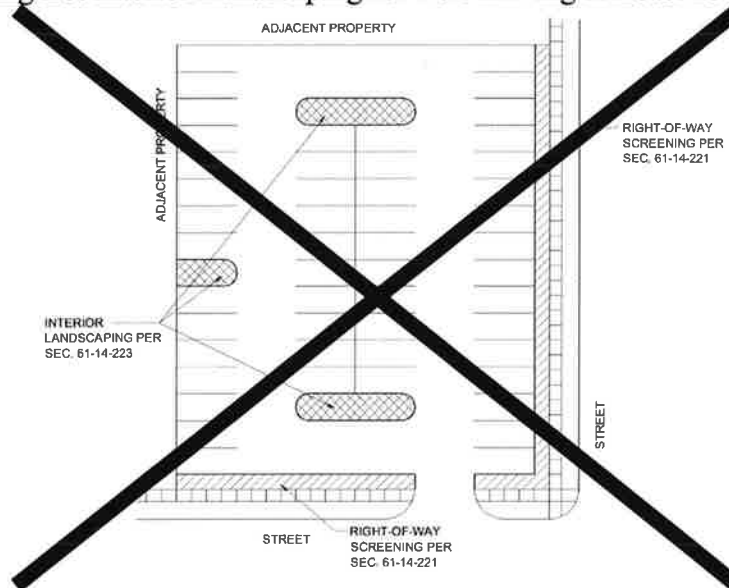 ADJACENT PROPERTY
ADJACENT PROPERTY
RIGHT-OF-WAY
SCREENING PER
SEC. 61-14-221
INTERIOR
LANDSCAPING PER
SEC. 61-14-223
STREET
STREET
RIGHT-OF-WAY
SCREENING PER
SEC. 61-14-221